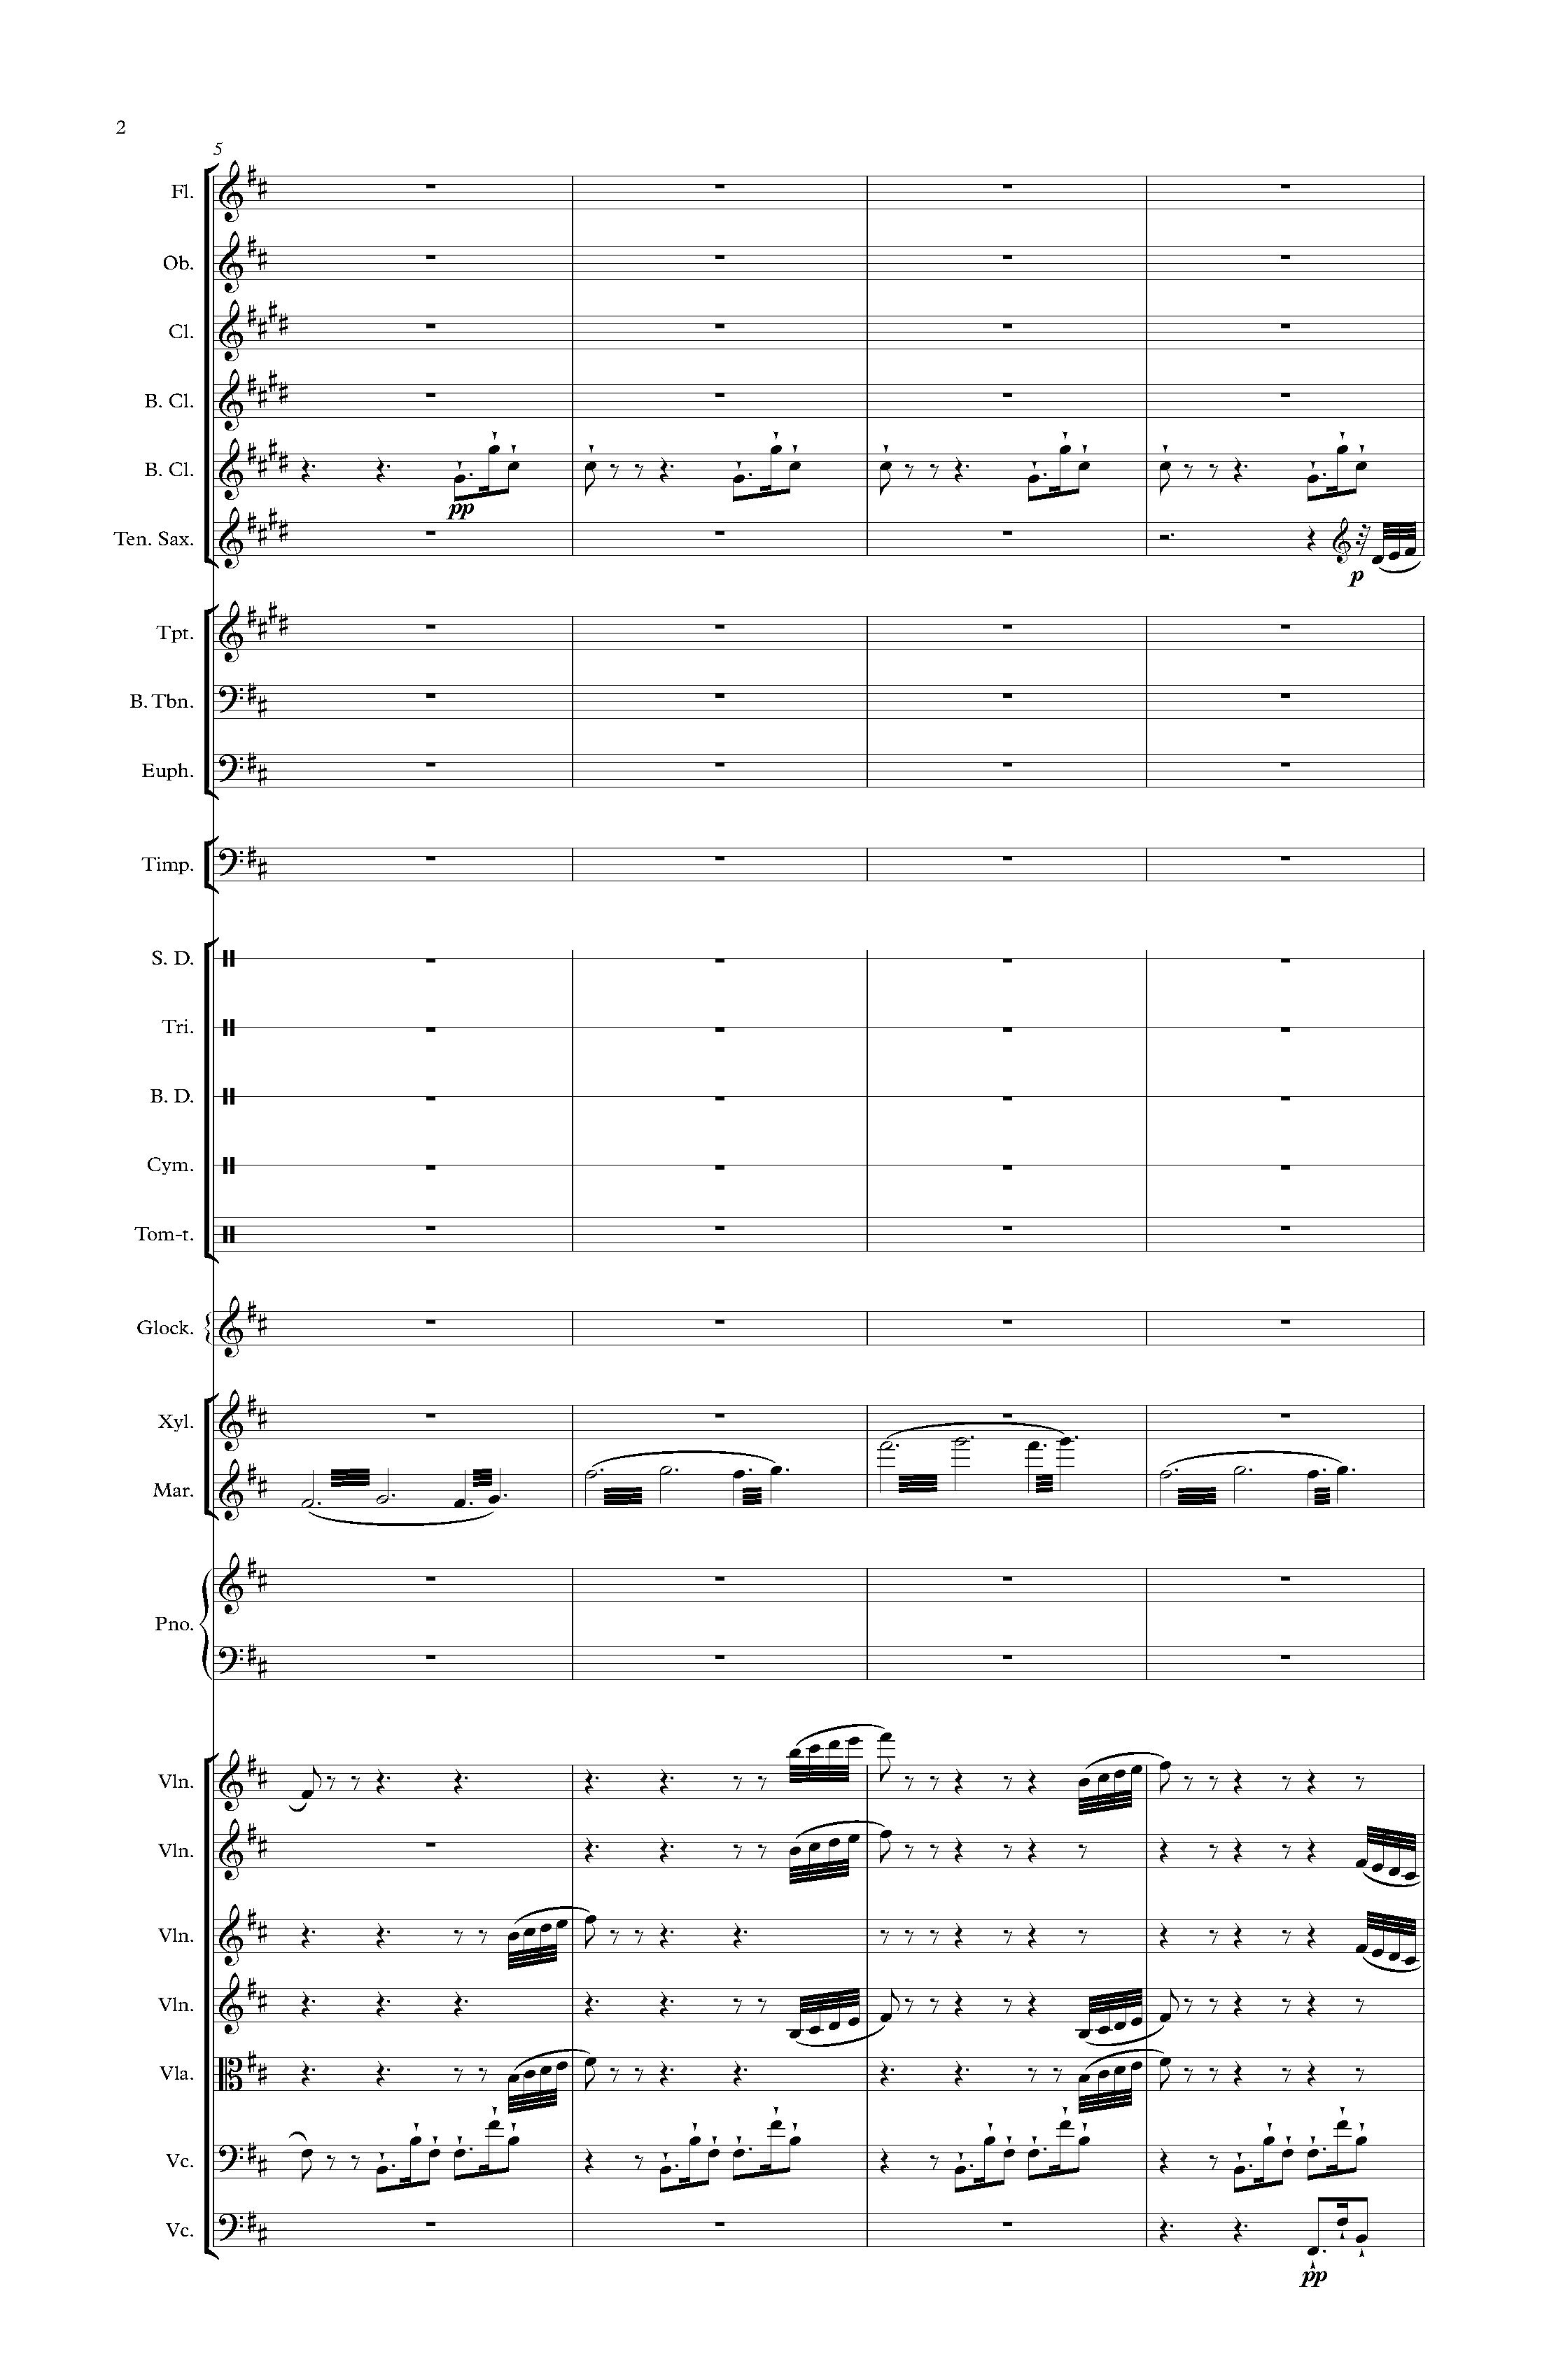 2
5
Fl.
Ob.
Cl.
B. Cl.
B. Cl.
pp
Ten. Sax.
p
Tpt.
B. Tbn.
Euph.
Timp.
S. D.
Tri.
B. D.
Cym.
Tom-t.
Glock.
Xyl.
Mar.
Pno.
Vln.
Vln.
Vln.
Vln.
Vla.
Vc.
Vc.
pp